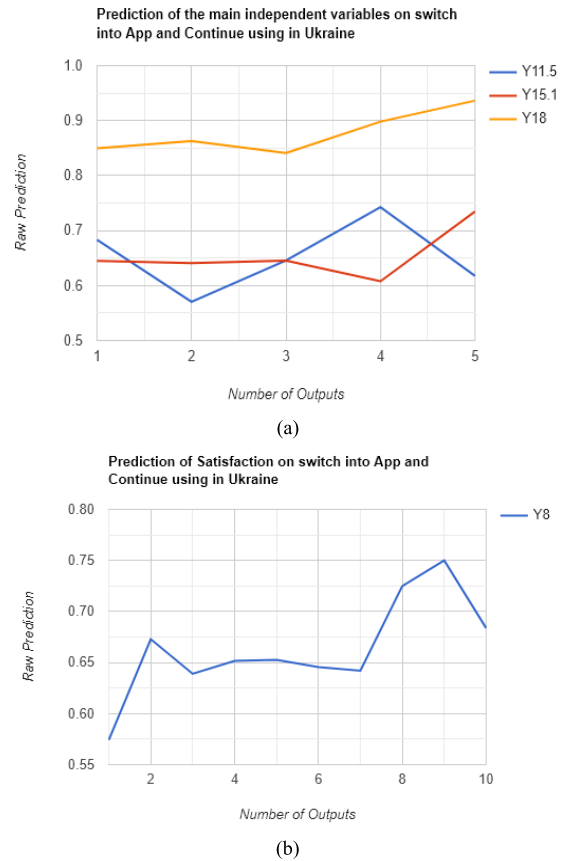 Prediction of the main independent variables on switch
into App and Continue using in Ukraine
1.0
0.9
0.8
0.7
0.6
0.5
Raw Prediction
1 2 3 4 5
Number of Outputs
Y11.5
Y15.1
Y18
(a)
Prediction of Satisfaction on switch into App and
Continue using in Ukraine
0.80
0.75
0.70
0.65
0.60
0.55
Raw Prediction
2 4 6 8 10
Number of Outputs
Y8
(b)